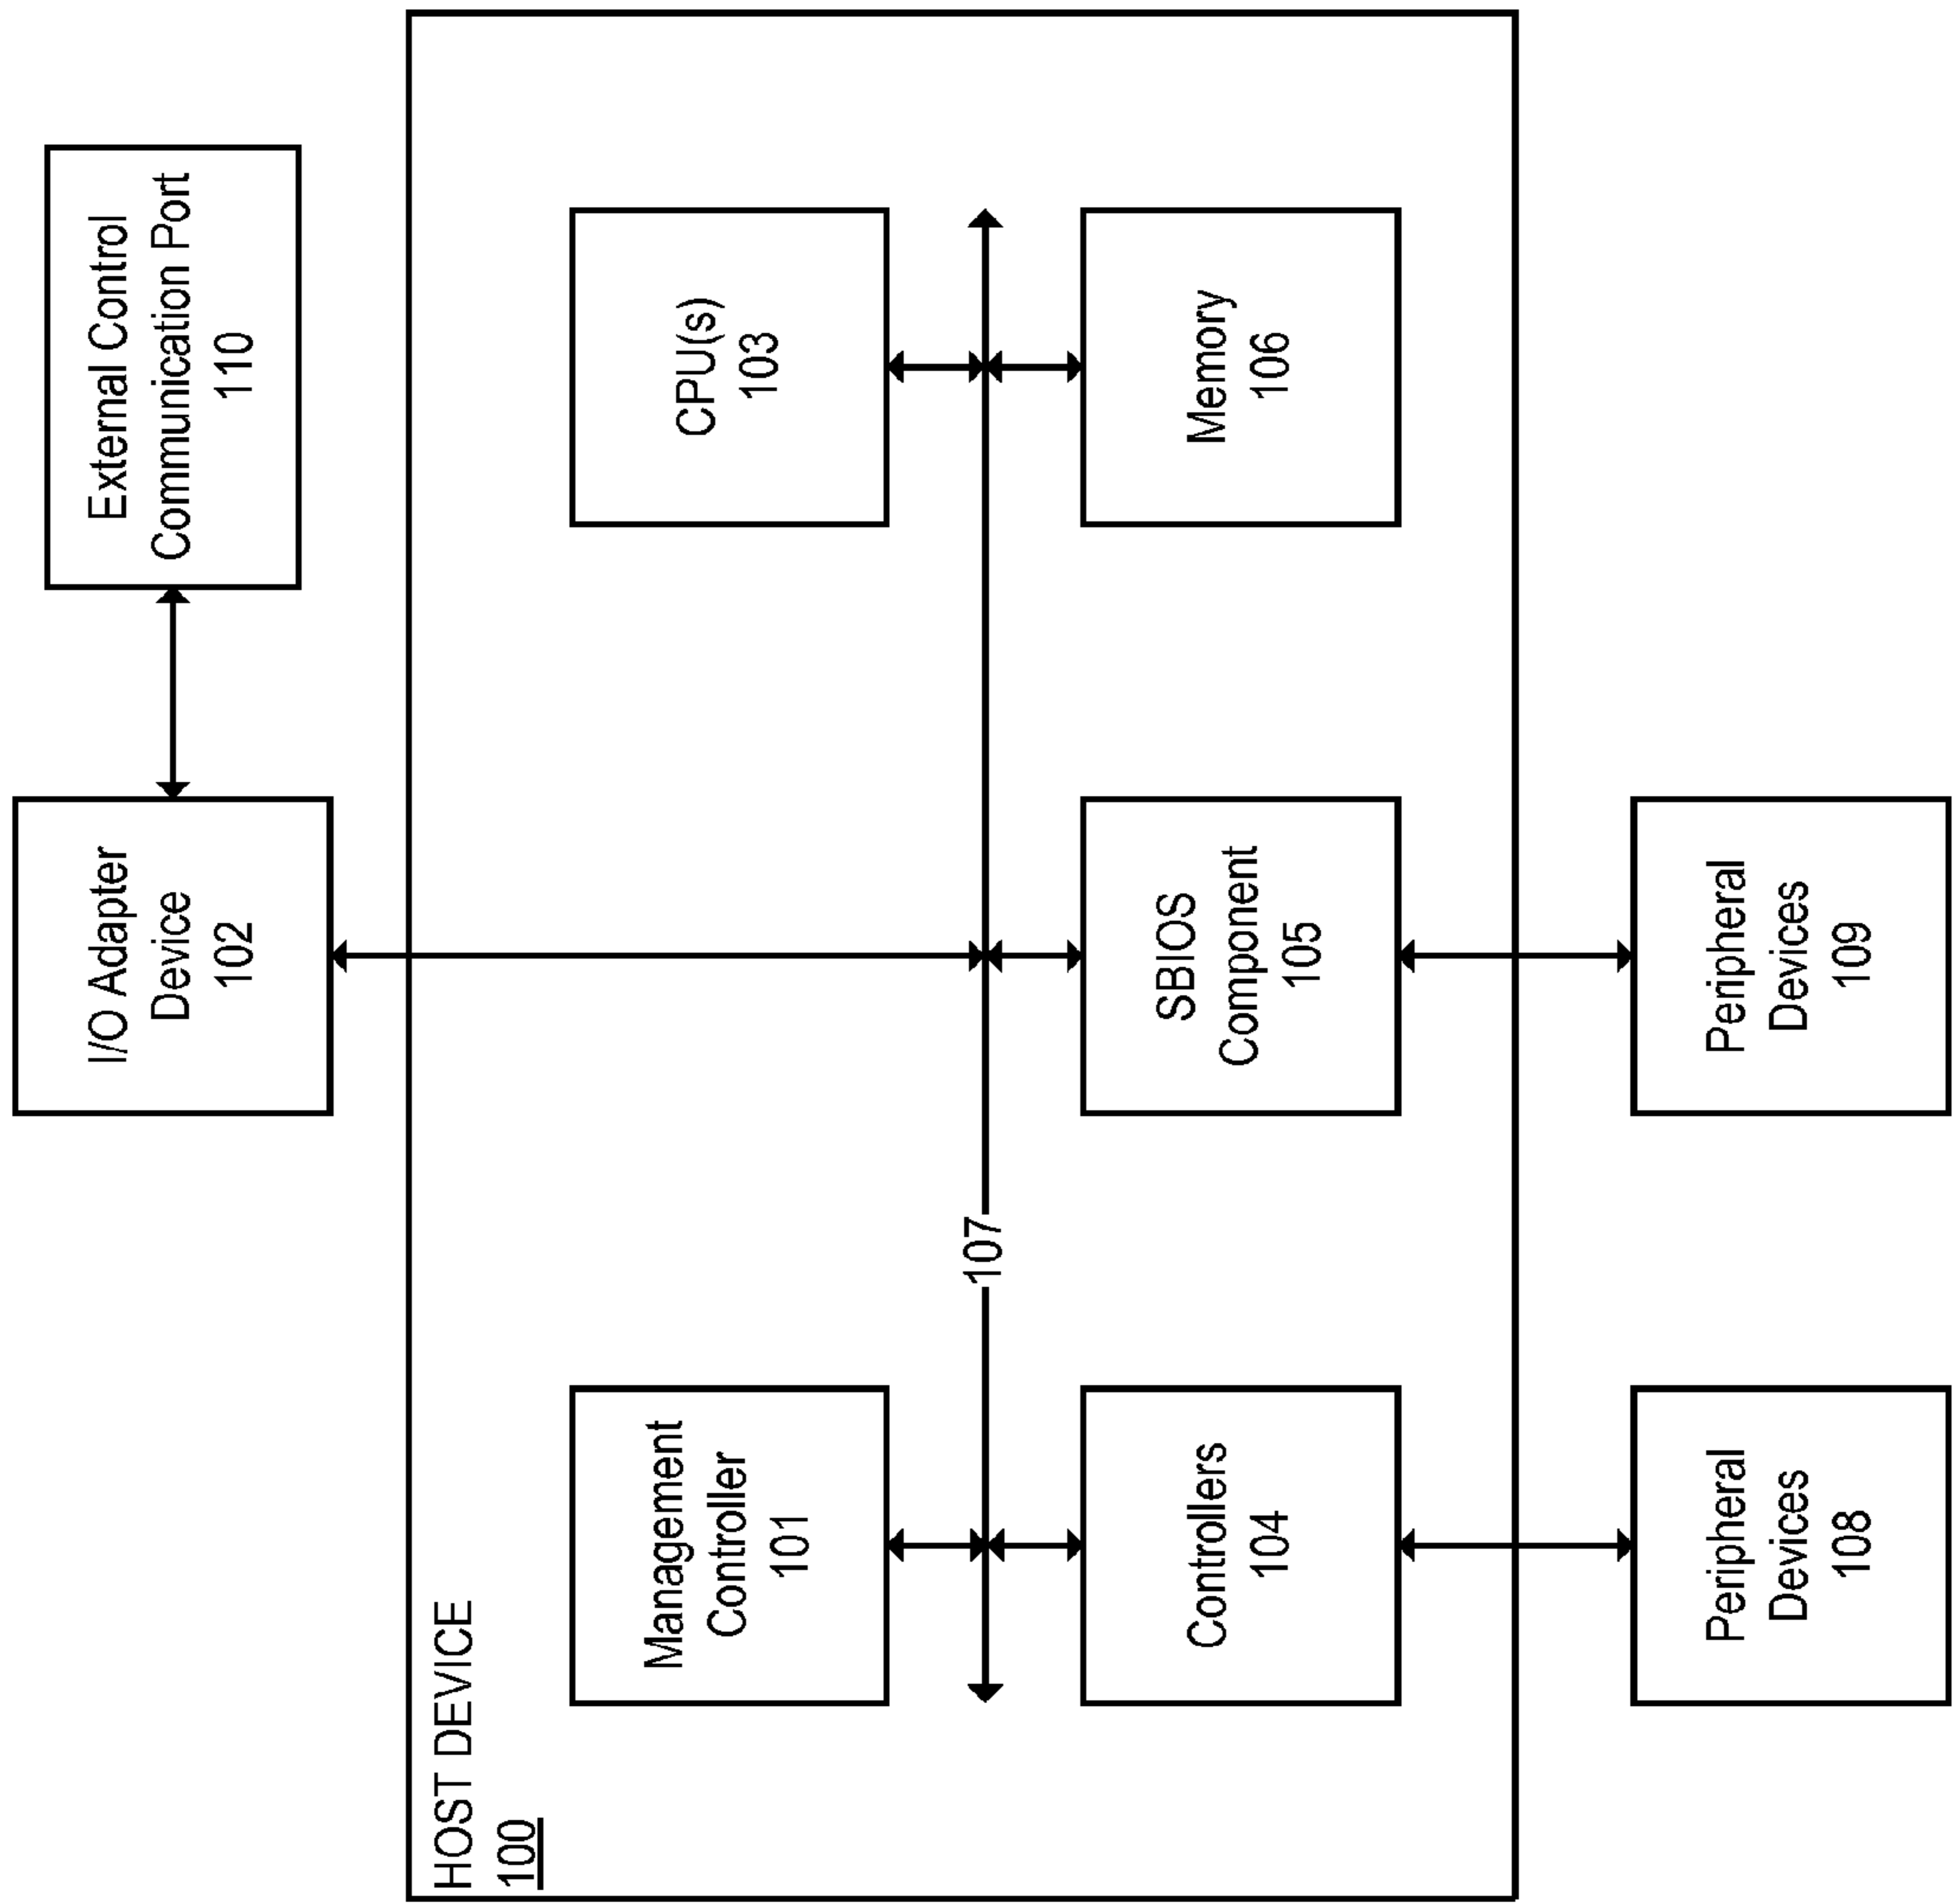 HOST DEVICE
100
I/O Adapter
Device
102
External Control
Communication Port
110
Management
Controller
101
CPU(s)
103
107
Controllers
104
SBIOS
Component
105
Memory
106
Peripheral
Devices
108
Peripheral
Devices
109